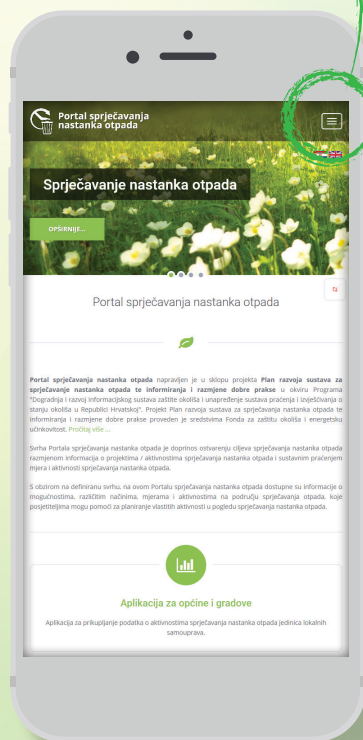 Portal sprječavanja
nastanka otpada
Sprječavanje nastanka otpada
OPŠIRNIJE...
Portal sprječavanja nastanka otpada
Portal sprječavanja nastanka otpada napravljen je u sklopu projekta Plan razvoja sustava za
sprječavanje nastanka otpada te informiranja i razmjene dobre prakse u okviru Programa
"Dogradnja i razvoj informacijskog sustava zaštite okoliša i unapređenje sustava praćenja i izvješćivanja o
stanju okoliša u Republici Hrvatskoj". Projekt Plan razvoja sustava za sprječavanja nastanka otpada te
informiranja i razmjene dobre prakse proveden je sredstvima Fonda za zaštitu okoliša i energetsku
učinkovitost. Pročitaj više ...
Svrha Portala sprječavanja nastanka otpada je doprinos ostvarenju ciljeva sprječavanja nastanka otpada
razmjenom informacija o projektima / aktivnostima sprječavanja nastanka otpada i sustavnim praćenjem
mjera i aktivnosti sprječavanja nastanka otpada.
S obzirom na definiranu svrhu, na ovom Portalu sprječavanja nastanka otpada dostupne su informacije o
mogućnostima, različitim načinima, mjerama i aktivnostima na području sprječavanja otpada, koje
posjetiteljima mogu pomoći za planiranje vlastitih aktivnosti u pogledu sprječavanja nastanka otpada.
Aplikacija za općine i gradove
Aplikacija za prikupljanje podatka o aktivnostima sprječavanja nastanka otpada jedinica lokalnih
samouprava.